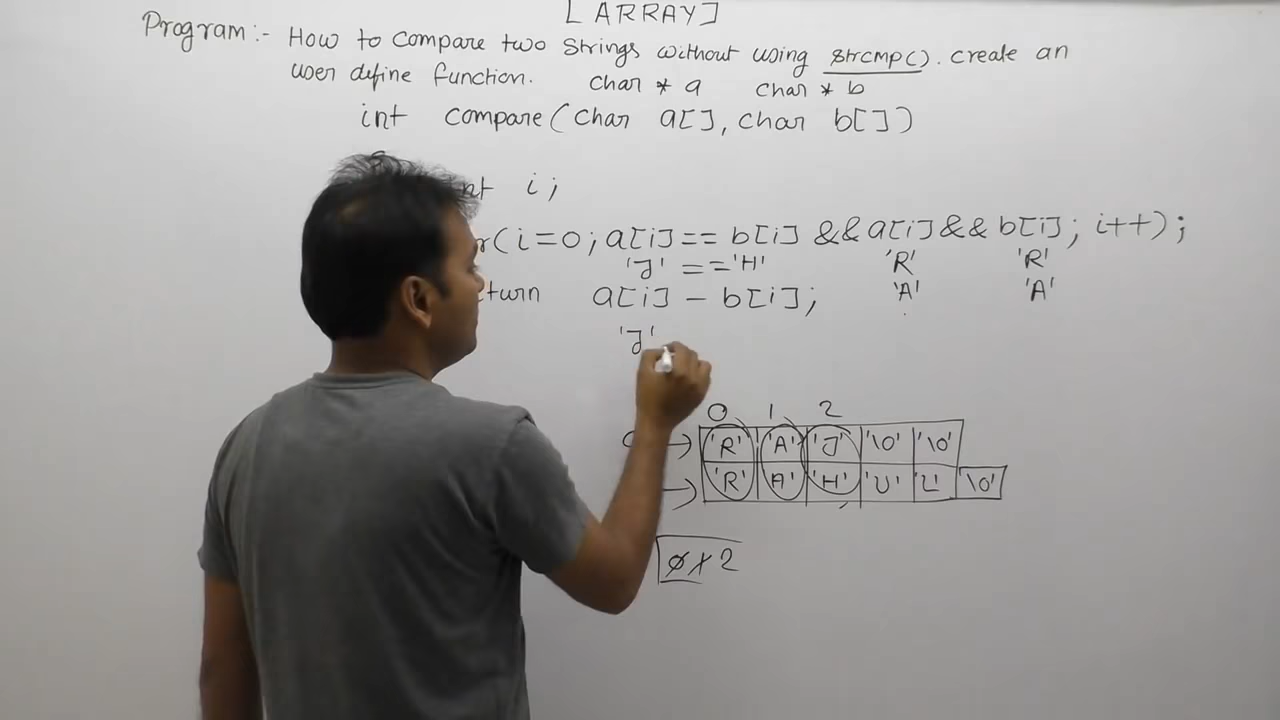 [ARRAY]
Program:- How to compare two strings without using strcmp(). create an
user define function. char * a char * b
int compare(char a[], char b[])
int i;
(i=0; a[i]== b[i] &&a[i]&& b[i]; i++);
'J' == 'H' 'R' 'R'
a[i] - b[i]; 'A' 'A'
'J'
0 1 2
'R' 'A' 'J' '\0' '\0'
'R' 'A' 'H' 'U' 'L' '\0'
0 1 2